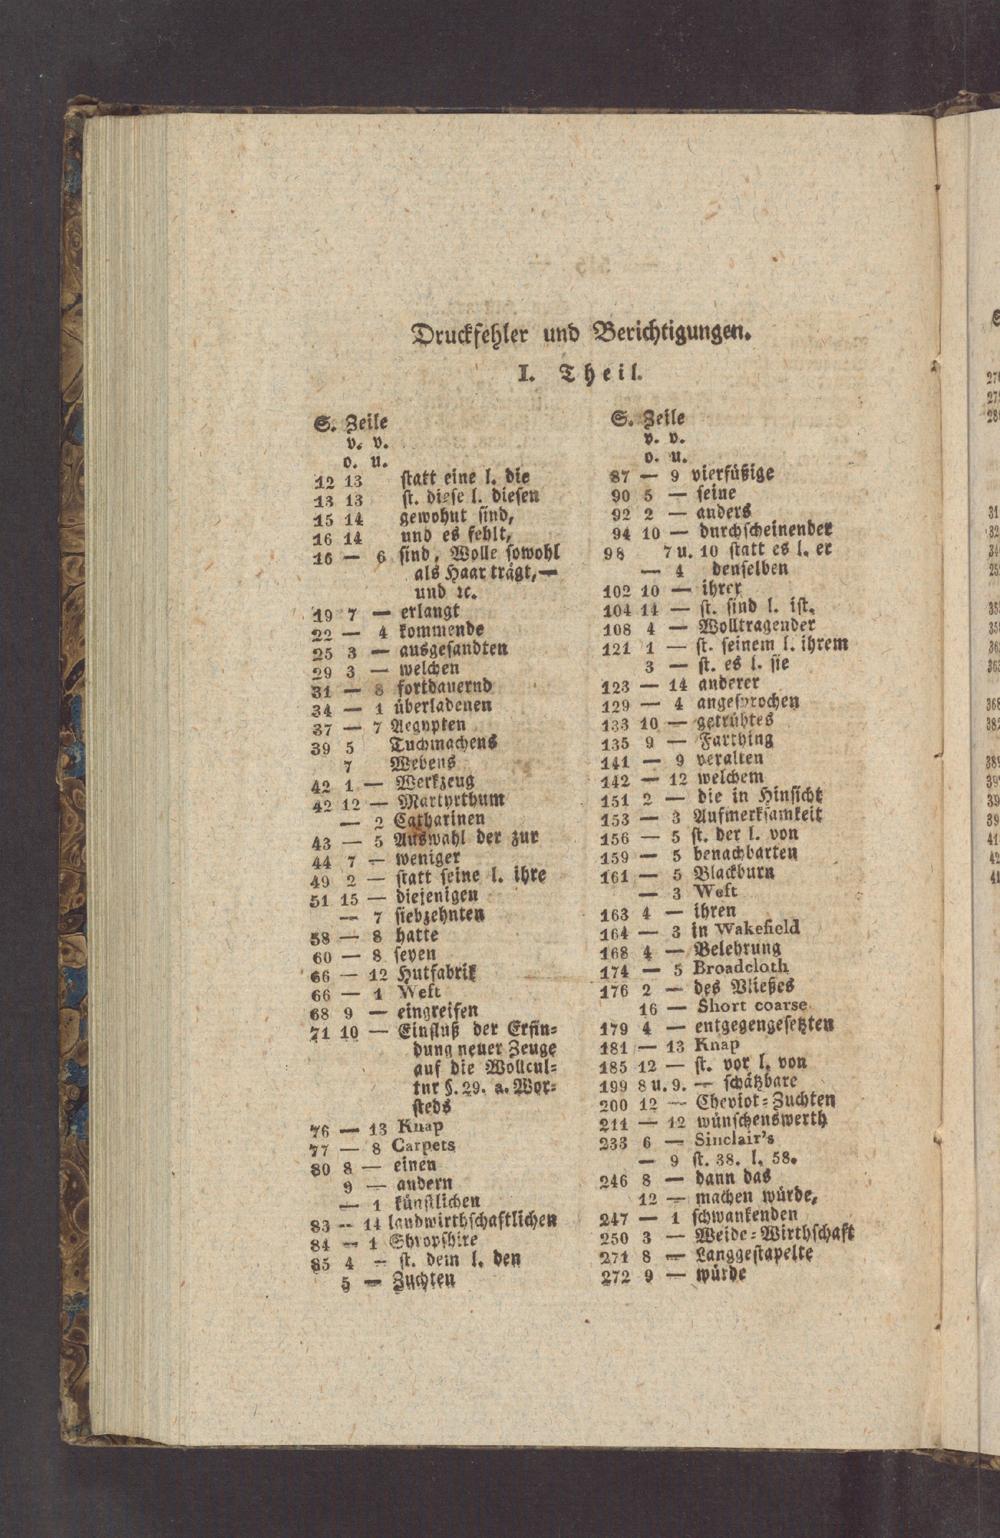 Druckfehler und Berichtigungen.
I. Theil.
S. Zeile
v. v.
o. u.
12 13 statt eine l. die
13 13 st. diese l. diesen
15 14 gewohnt sind,
16 14 und es fehlt,
16 — 6 sind, Wolle sowohl
als Haar trägt,—
und ꝛc.
19 7 — erlangt
22 — 4 kommende
25 3 — ausgesandten
29 3 — welchen
31 — 8 fortdauernd
34 — 1 überladenen
37 — 7 Aegypten
39 5 Tuchmachens
7 Webens
42 1 — Werkzeug
42 12 — Martyrthum
— 2 Catharinen
43 — 5 Auswahl der zur
44 7 — weniger
49 2 — statt seine l. ihre
51 15 — diejenigen
— 7 siebzehnten
58 — 8 hatte
60 — 8 seyen
66 — 12 Hutfabrik
66 — 1 Weft
68 9 — eingreifen
71 10 — Einfluß der Erfin-
dung neuer Zeuge
auf die Wollcul-
tur §. 29. a. Wor-
steds
76 — 13 Knap
77 — 8 Carpets
80 8 — einen
9 — andern
— 1 künstlichen
83 — 14 landwirthschaftlichen
84 — 1 Shropshire
85 4 — st. dem l. den
5 — Zuchten
S. Zeile
v. v.
o. u.
87 — 9 vierfüßige
90 5 — seine
92 2 — anders
94 10 — durchscheinender
98 7 u. 10 statt es l. er
— 4 denselben
102 10 — ihrer
104 14 — st. sind l. ist.
108 4 — Wolltragender
121 1 — st. seinem l. ihrem
3 — st. es l. sie
123 — 14 anderer
129 — 4 angesprochen
133 10 — getrübtes
135 9 — Farthing
141 — 9 veralten
142 — 12 welchem
151 2 — die in Hinsicht
153 — 3 Aufmerksamkeit
156 — 5 st. der l. von
159 — 5 benachbarten
161 — 5 Blackburn
— 3 Weft
163 4 — ihren
164 — 3 in Wakefield
168 4 — Belehrung
174 — 5 Broadcloth
176 2 — des Vließes
16 — Short coarse
179 4 — entgegengesetzten
181 — 13 Knap
185 12 — st. vor l. von
199 8 u. 9. — schätzbare
200 12 — Cheviot-Zuchten
211 — 12 wünschenswerth
233 6 — Sinclair's
— 9 st. 38. l. 58.
246 8 — dann das
12 — machen würde,
247 — 1 schwankenden
250 3 — Weide-Wirthschaft
271 8 — Langgestapelte
272 9 — würde